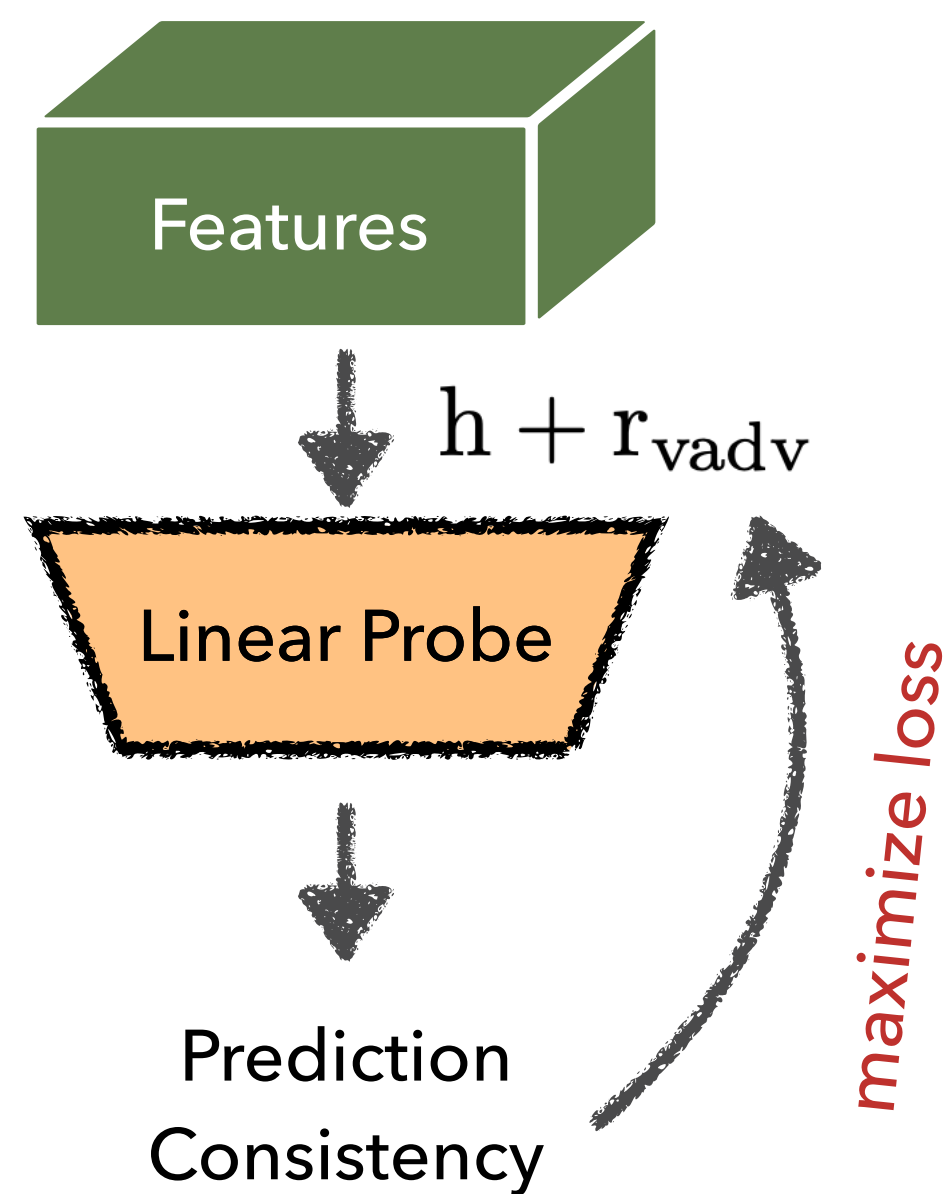 Features
h + r_vadv
Linear Probe
maximize loss
Prediction
Consistency